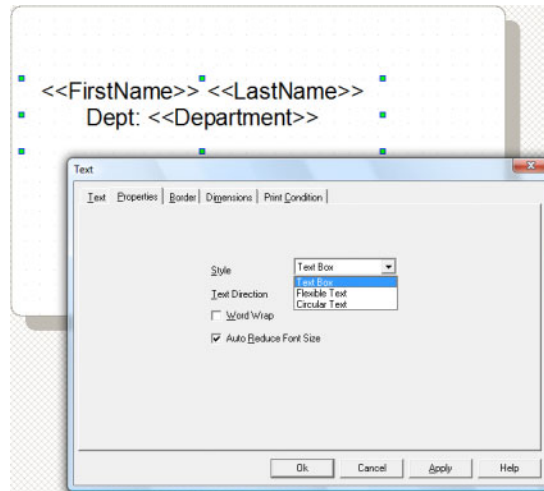 <<FirstName>> <<LastName>>
Dept: <<Department>>
Text
Text Properties Border Dimensions Print Condition
Style Text Box
Text Box
Text Direction Flexible Text
Circular Text
Word Wrap
Auto Reduce Font Size
Ok Cancel Apply Help